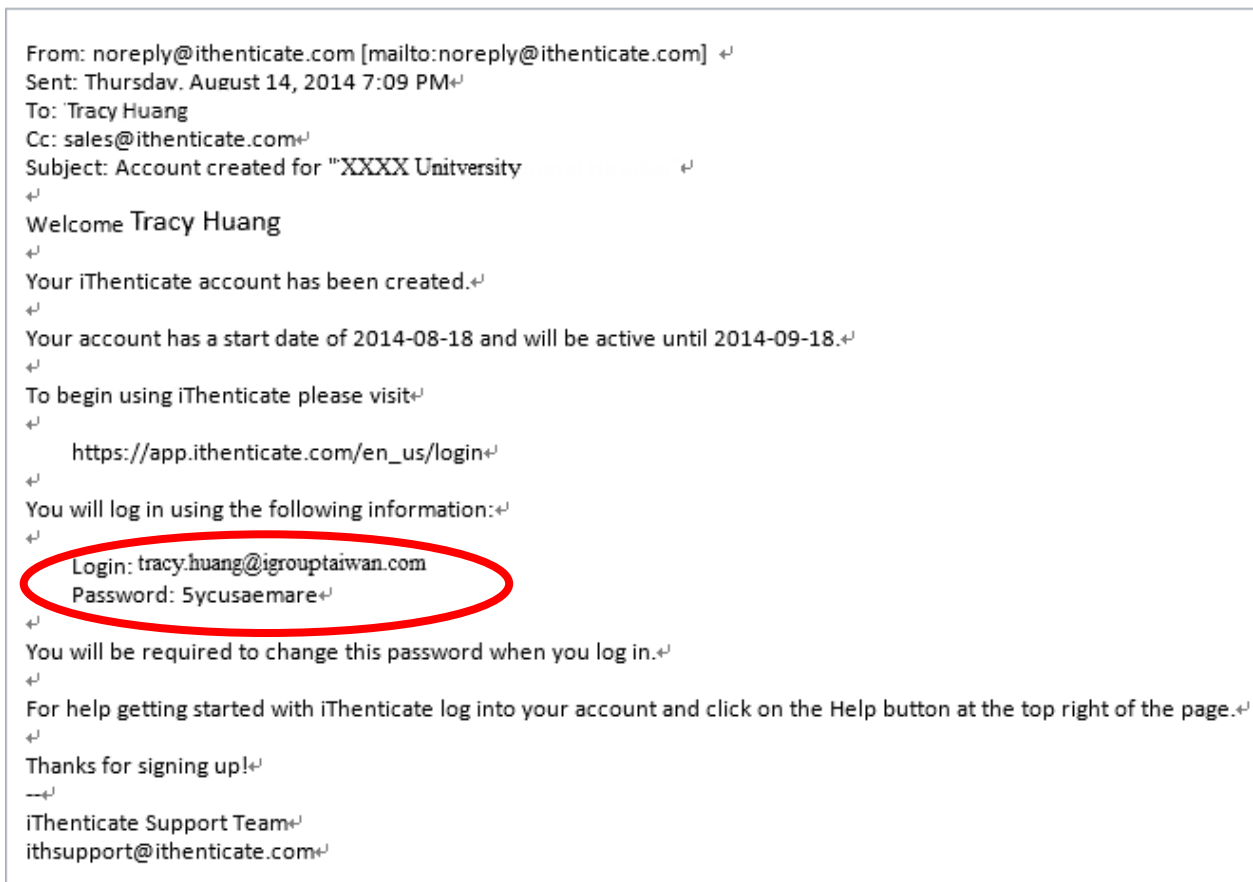 From: noreply@ithenticate.com [mailto:noreply@ithenticate.com]
Sent: Thursday, August 14, 2014 7:09 PM
To: Tracy Huang
Cc: sales@ithenticate.com
Subject: Account created for "XXXX Unitversity
Welcome Tracy Huang
Your iThenticate account has been created.
Your account has a start date of 2014-08-18 and will be active until 2014-09-18.
To begin using iThenticate please visit
https://app.ithenticate.com/en_us/login
You will log in using the following information:
Login: tracy.huang@igrouptaiwan.com
Password: 5ycusaemare
You will be required to change this password when you log in.
For help getting started with iThenticate log into your account and click on the Help button at the top right of the page.
Thanks for signing up!
--
iThenticate Support Team
ithsupport@ithenticate.com